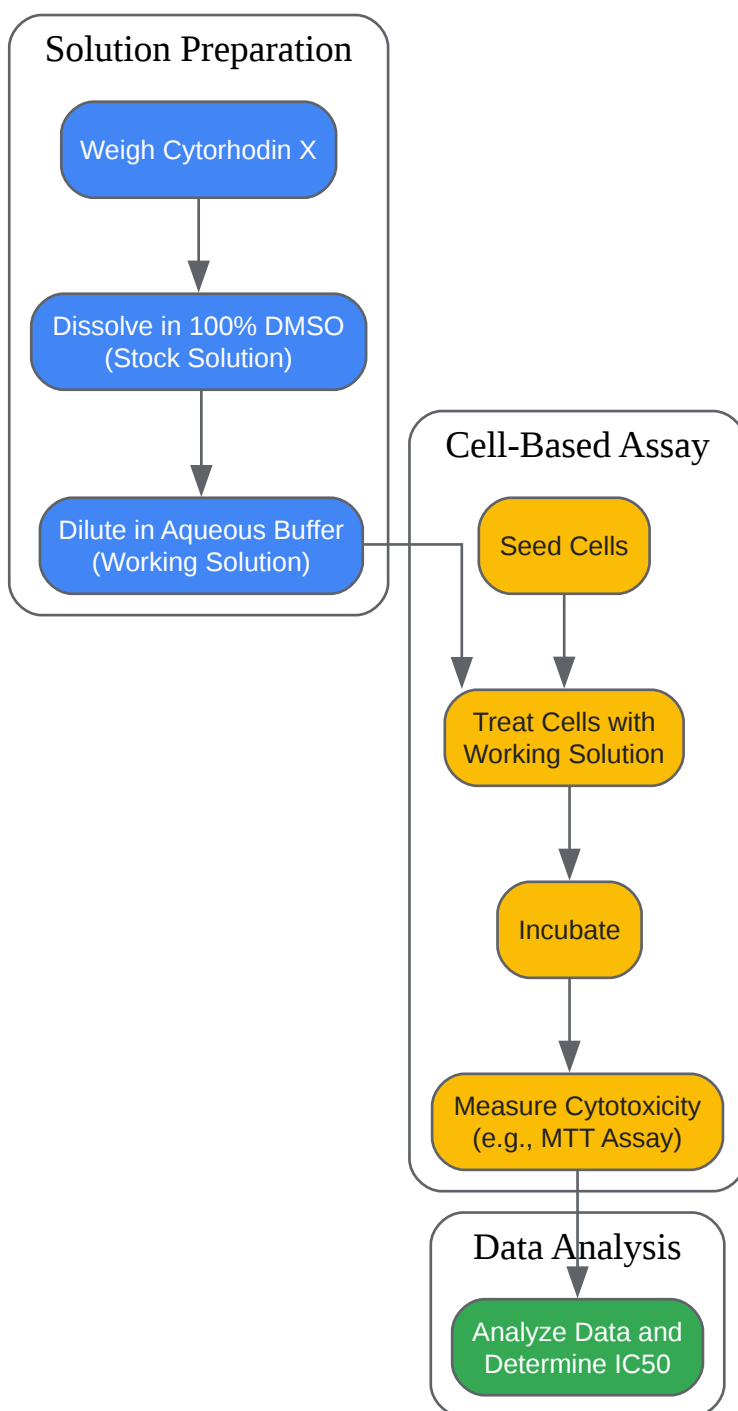 Solution Preparation
Weigh Cytorhodin X
Dissolve in 100% DMSO
(Stock Solution)
Dilute in Aqueous Buffer
(Working Solution)
Cell-Based Assay
Seed Cells
Treat Cells with
Working Solution
Incubate
Measure Cytotoxicity
(e.g., MTT Assay)
Data Analysis
Analyze Data and
Determine IC50